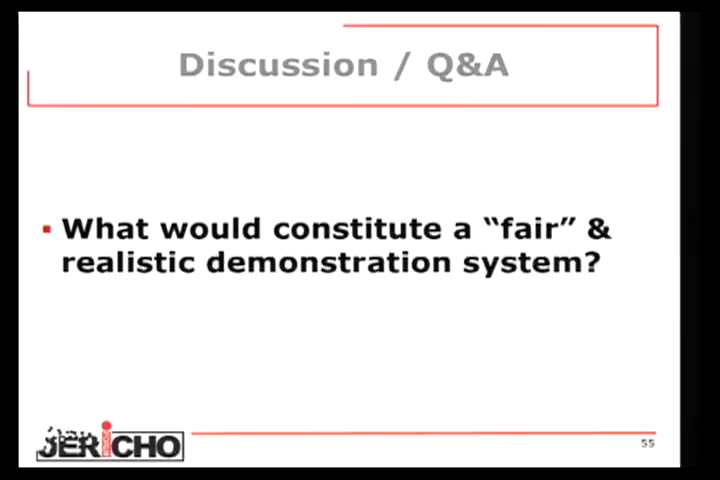 Discussion / Q&A
What would constitute a “fair” &
realistic demonstration system?
JERiCHO
55